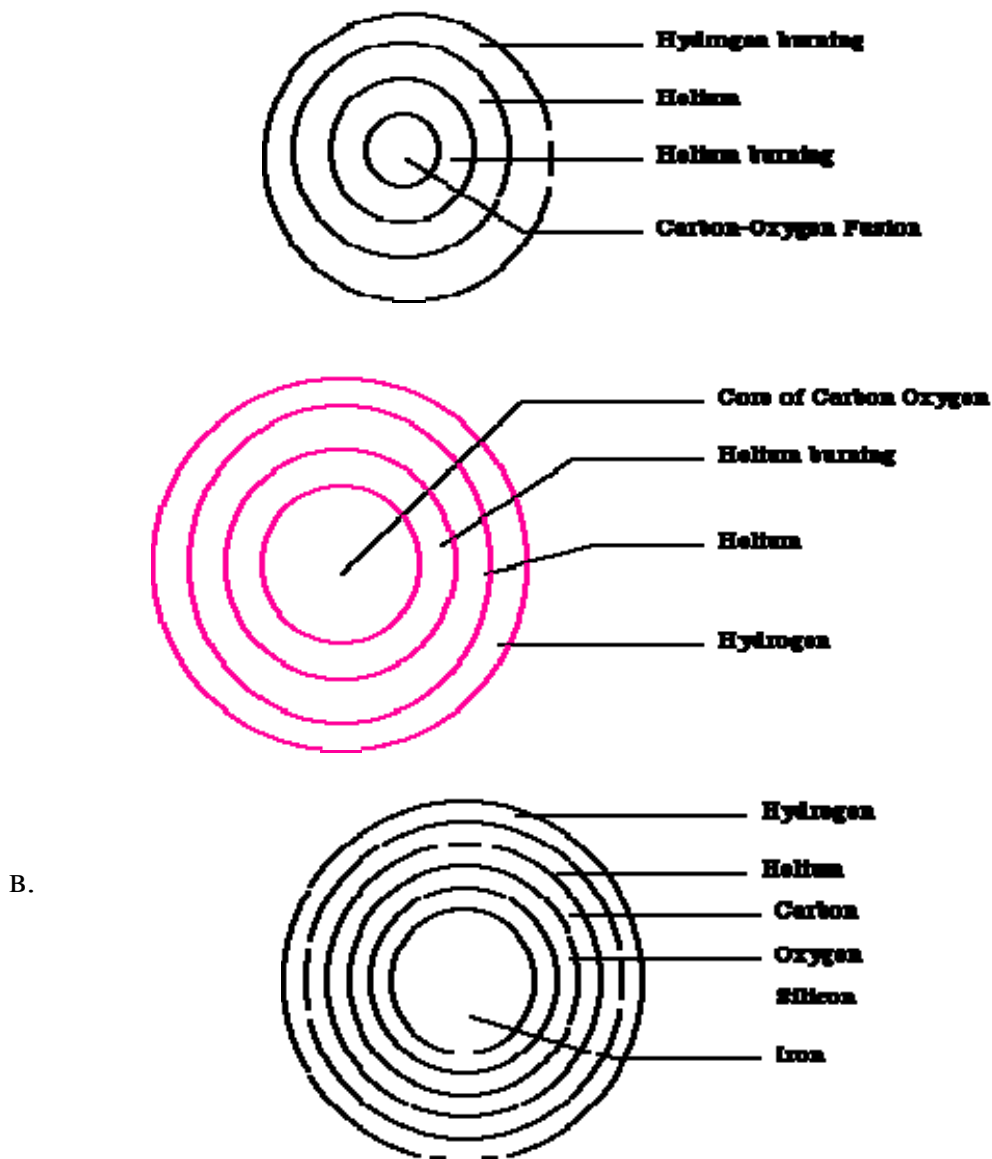 Hydrogen burning
Helium
Helium burning
Carbon-Oxygen Fusion
Core of Carbon Oxygen
Helium burning
Helium
Hydrogen
B.
Hydrogen
Helium
Carbon
Oxygen
Silicon
Iron